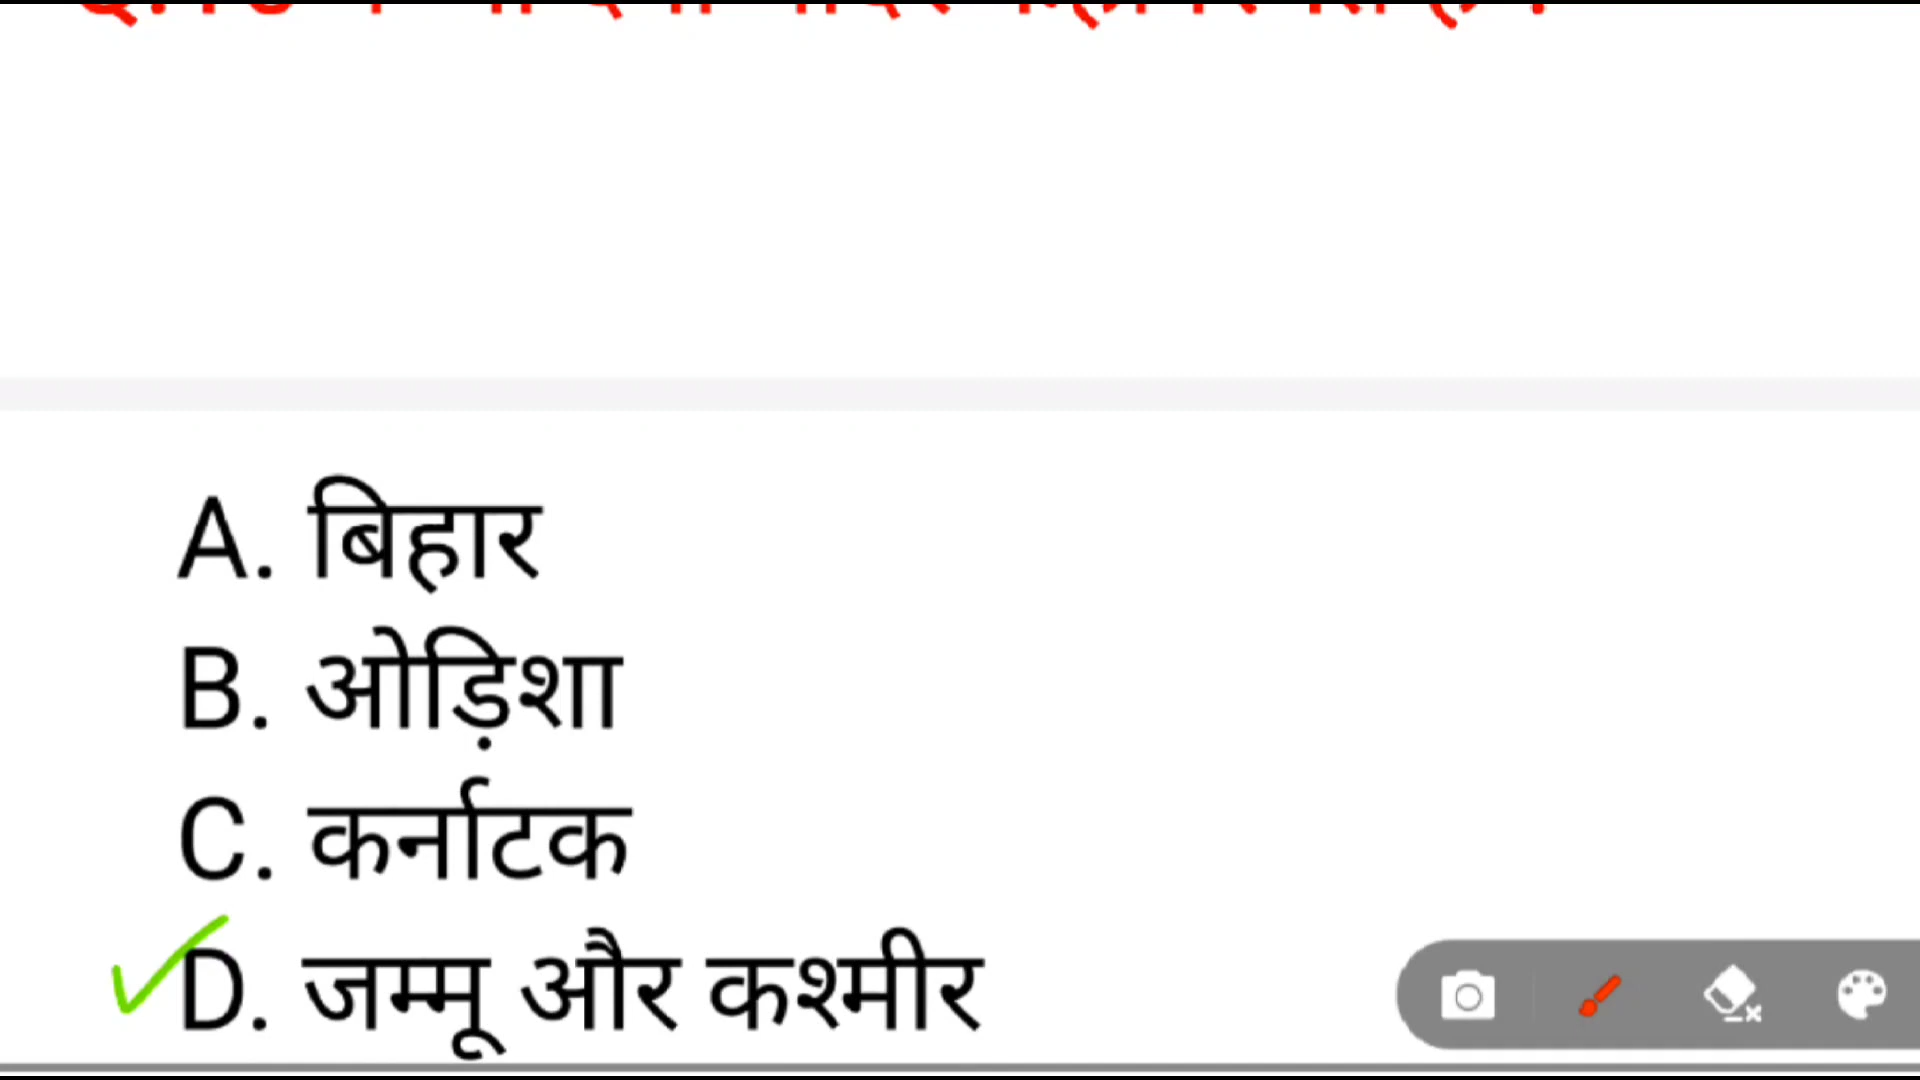 A. बिहार
B. ओड़िशा
C. कर्नाटक
D. जम्मू और कश्मीर